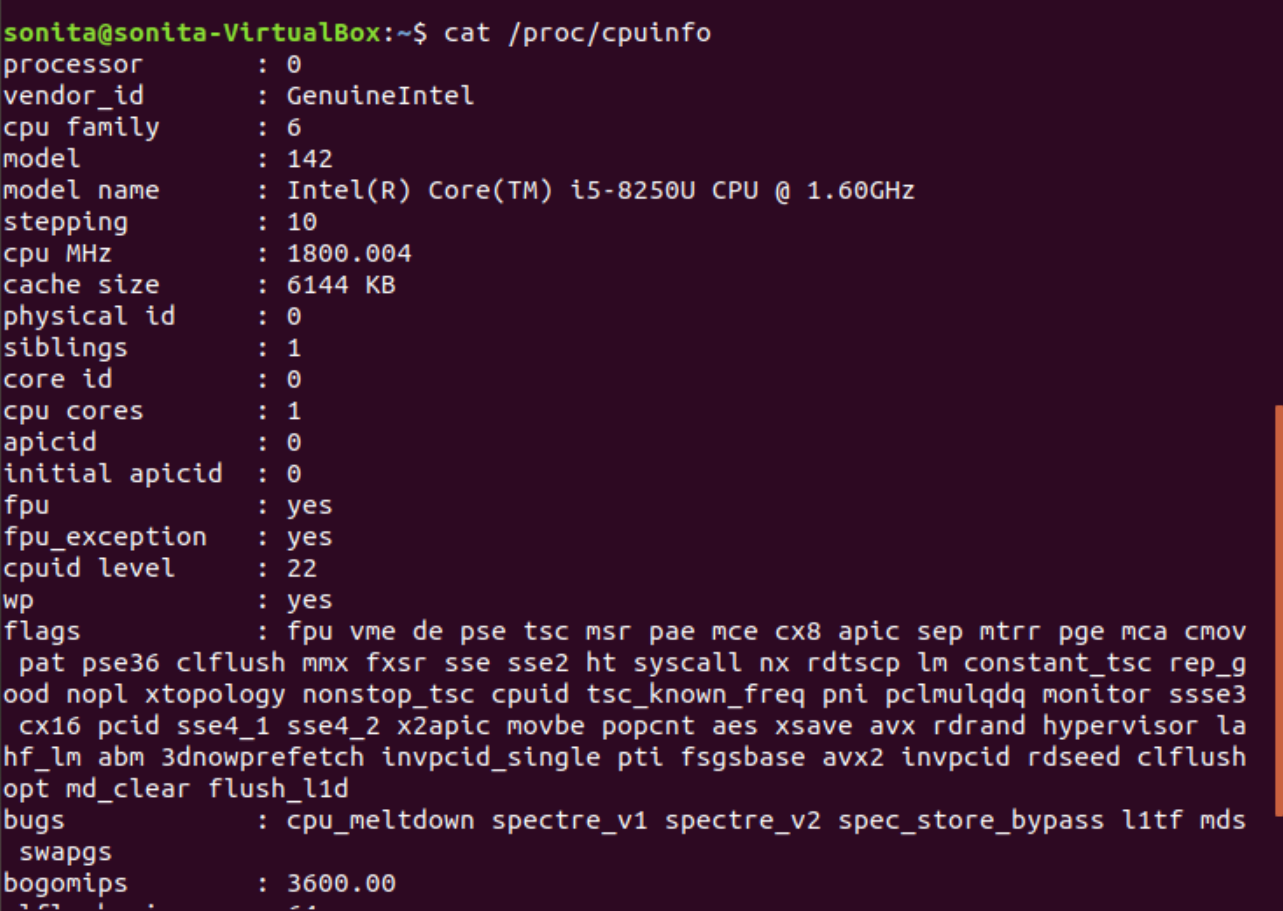 sonita@sonita-VirtualBox:~$ cat /proc/cpuinfo
processor       : 0
vendor_id       : GenuineIntel
cpu family      : 6
model           : 142
model name      : Intel(R) Core(TM) i5-8250U CPU @ 1.60GHz
stepping        : 10
cpu MHz         : 1800.004
cache size      : 6144 KB
physical id     : 0
siblings        : 1
core id         : 0
cpu cores       : 1
apicid          : 0
initial apicid  : 0
fpu             : yes
fpu_exception   : yes
cpuid level     : 22
wp              : yes
flags           : fpu vme de pse tsc msr pae mce cx8 apic sep mtrr pge mca cmov
 pat pse36 clflush mmx fxsr sse sse2 ht syscall nx rdtscp lm constant_tsc rep_g
ood nopl xtopology nonstop_tsc cpuid tsc_known_freq pni pclmulqdq monitor ssse3
 cx16 pcid sse4_1 sse4_2 x2apic movbe popcnt aes xsave avx rdrand hypervisor la
hf_lm abm 3dnowprefetch invpcid_single pti fsgsbase avx2 invpcid rdseed clflush
opt md_clear flush_l1d
bugs            : cpu_meltdown spectre_v1 spectre_v2 spec_store_bypass l1tf mds
 swapgs
bogomips        : 3600.00